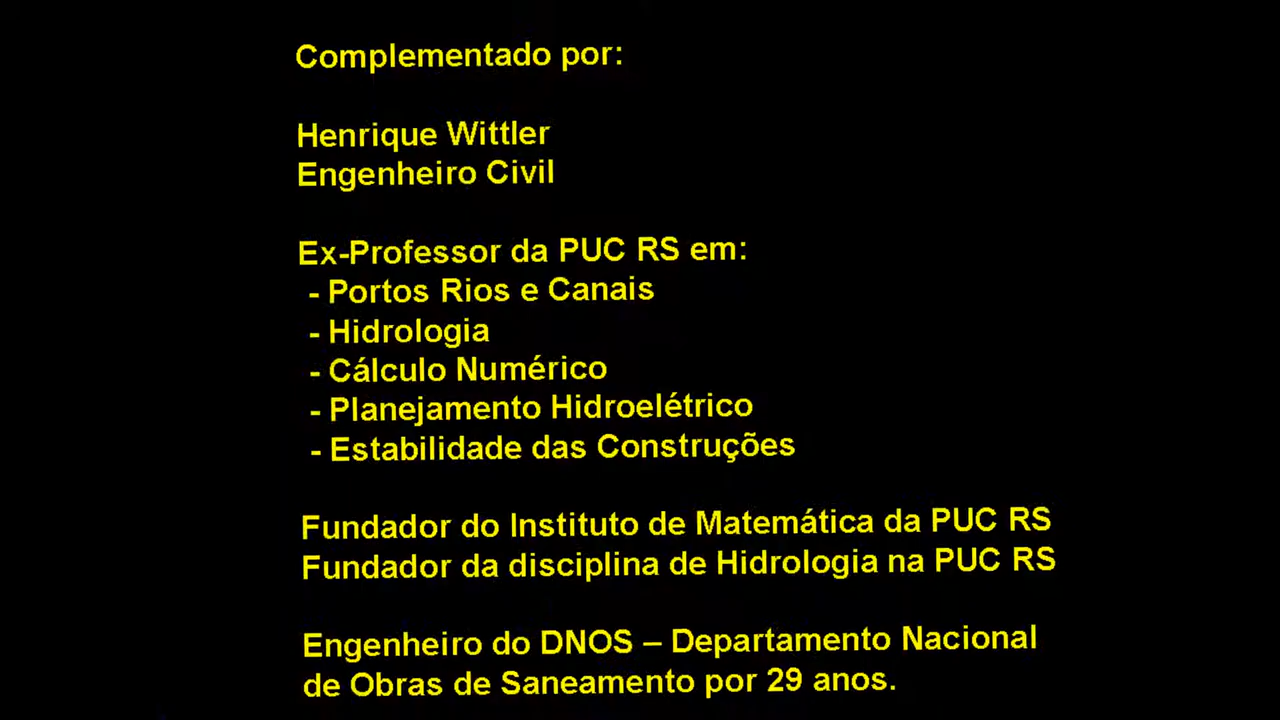 Complementado por:
Henrique Wittler
Engenheiro Civil
Ex-Professor da PUC RS em:
- Portos Rios e Canais
- Hidrologia
- Cálculo Numérico
- Planejamento Hidroelétrico
- Estabilidade das Construções
Fundador do Instituto de Matemática da PUC RS
Fundador da disciplina de Hidrologia na PUC RS
Engenheiro do DNOS – Departamento Nacional
de Obras de Saneamento por 29 anos.